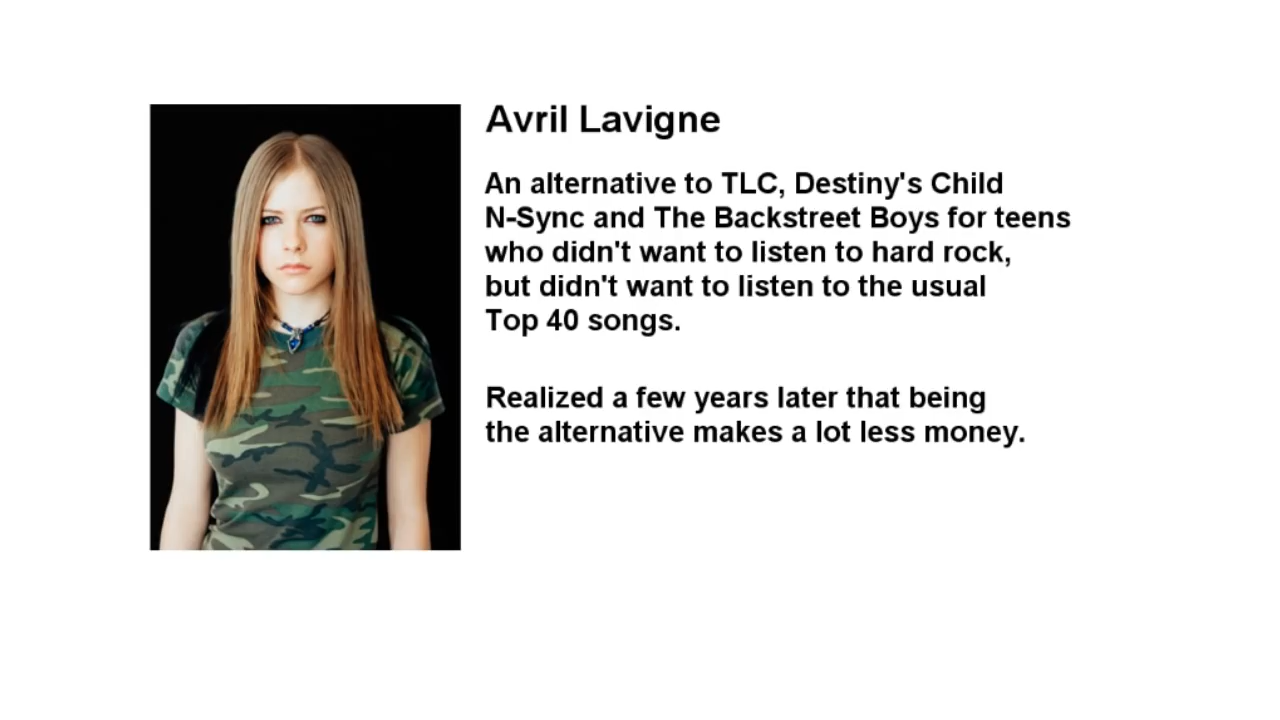 Avril Lavigne
An alternative to TLC, Destiny's Child
N-Sync and The Backstreet Boys for teens
who didn't want to listen to hard rock,
but didn't want to listen to the usual
Top 40 songs.
Realized a few years later that being
the alternative makes a lot less money.